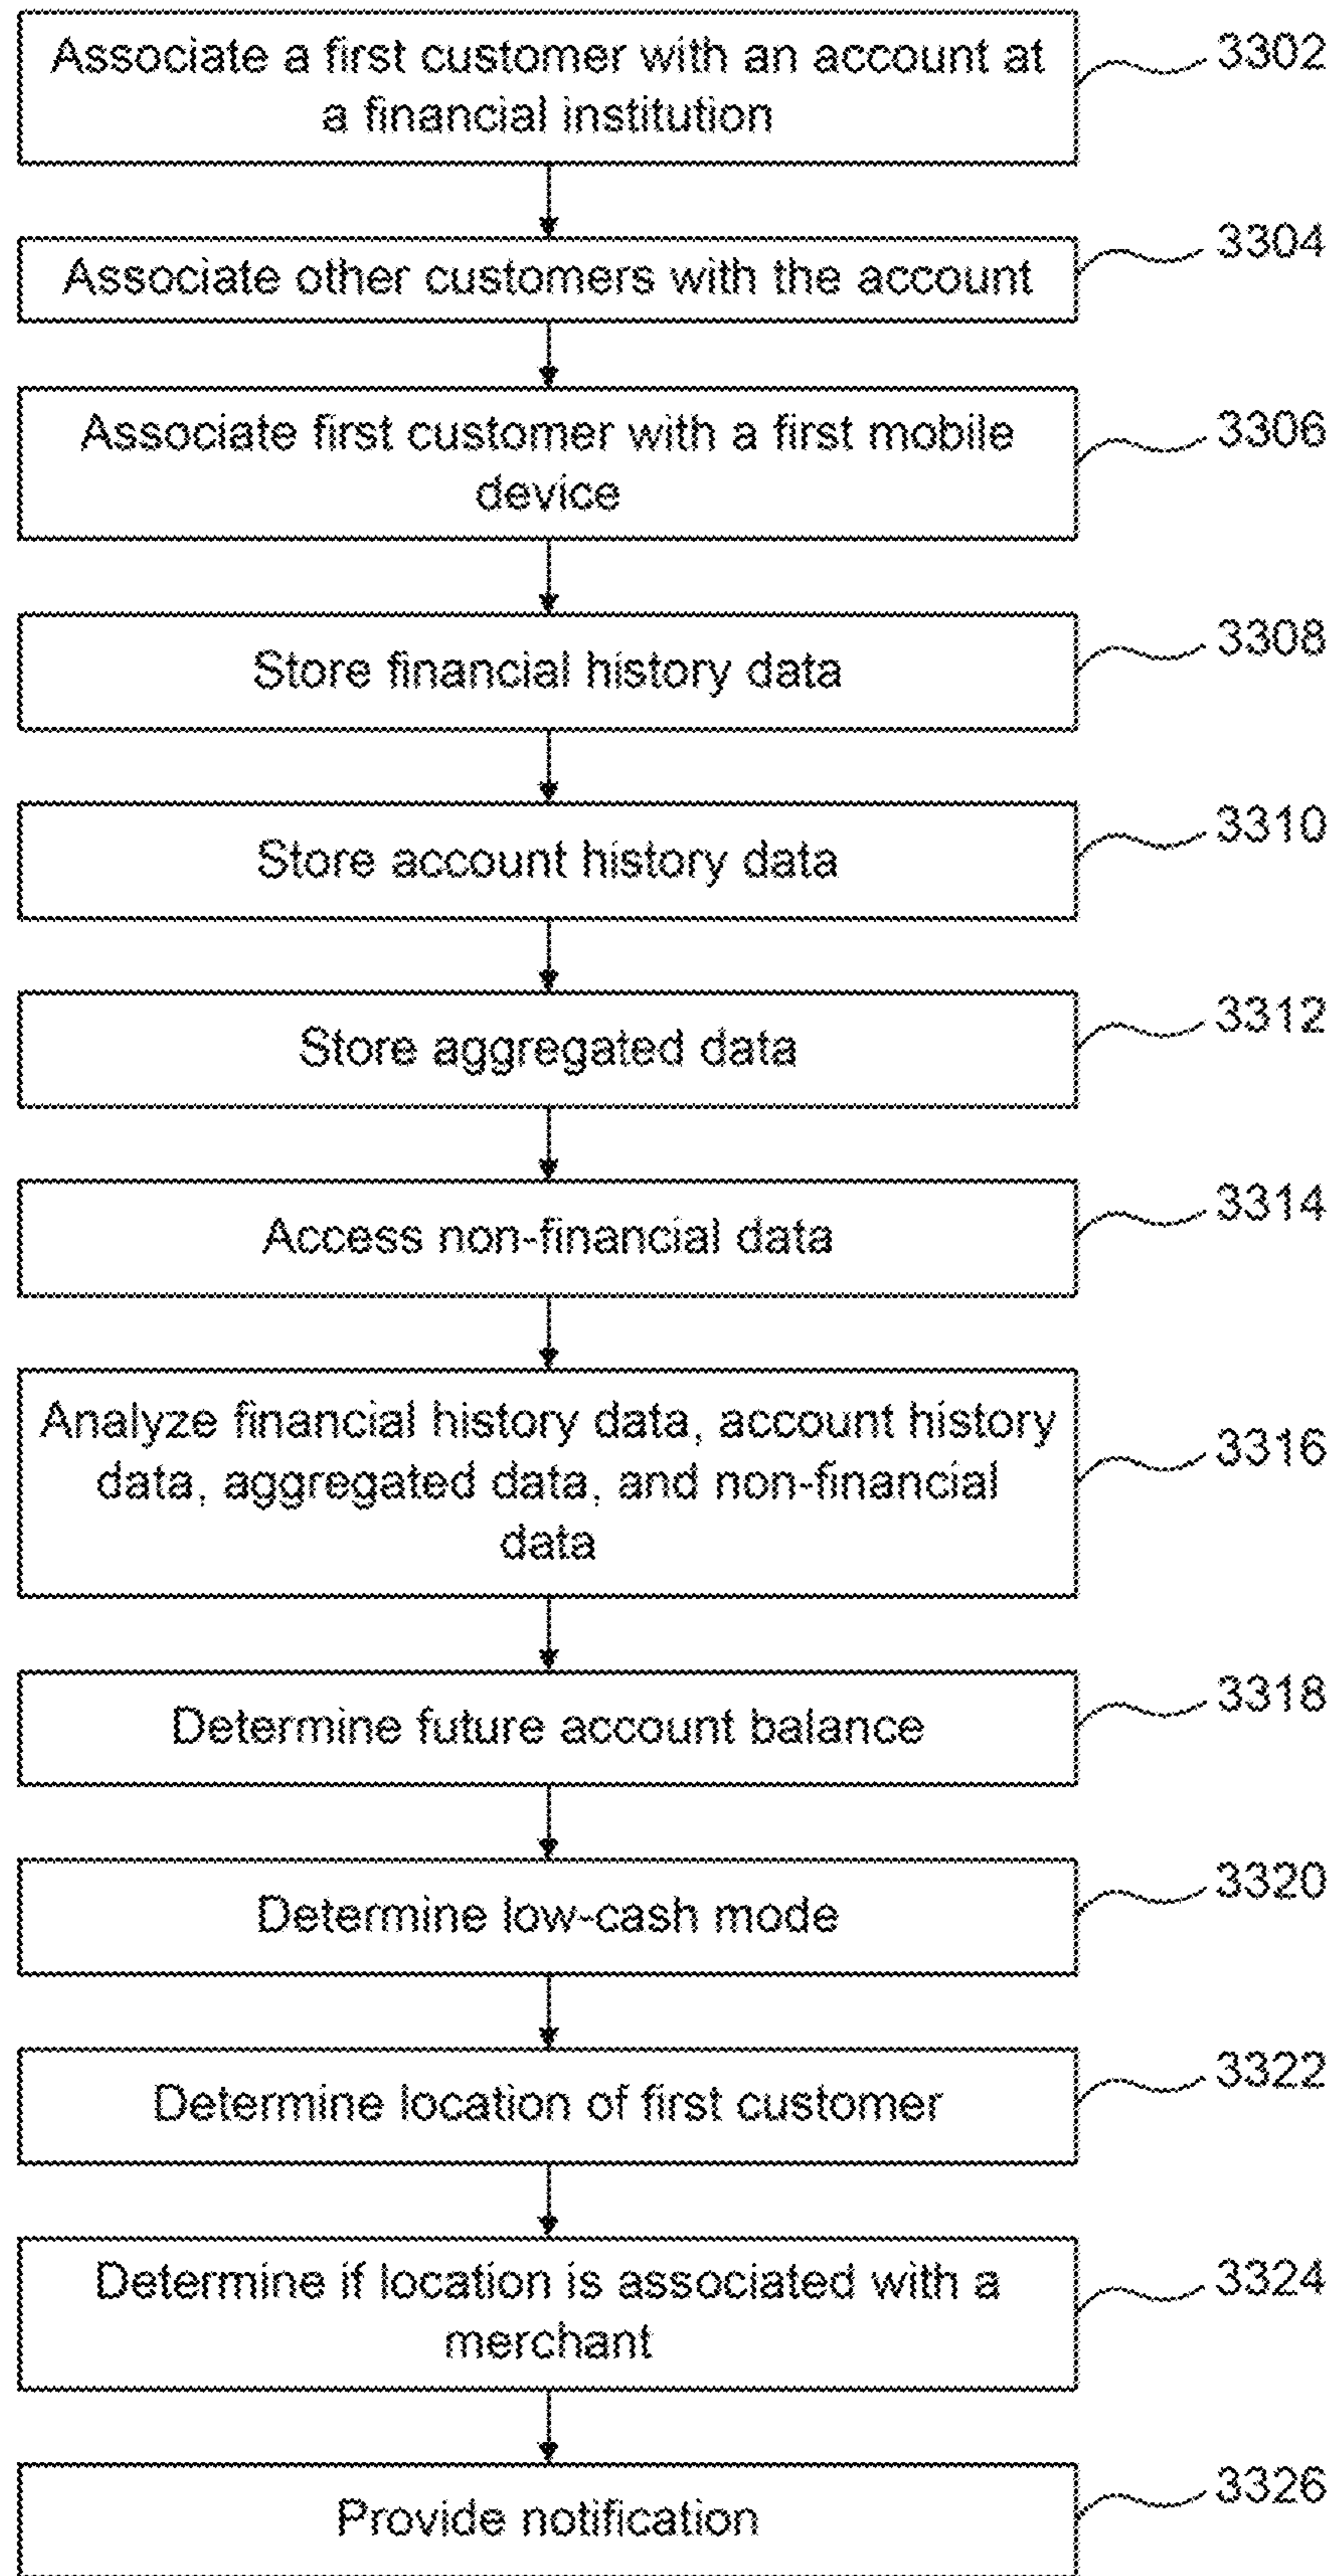 Associate a first customer with an account at
a financial institution
3302
Associate other customers with the account
3304
Associate first customer with a first mobile
device
3306
Store financial history data
3308
Store account history data
3310
Store aggregated data
3312
Access non-financial data
3314
Analyze financial history data, account history
data, aggregated data, and non-financial
data
3316
Determine future account balance
3318
Determine low-cash mode
3320
Determine location of first customer
3322
Determine if location is associated with a
merchant
3324
Provide notification
3326